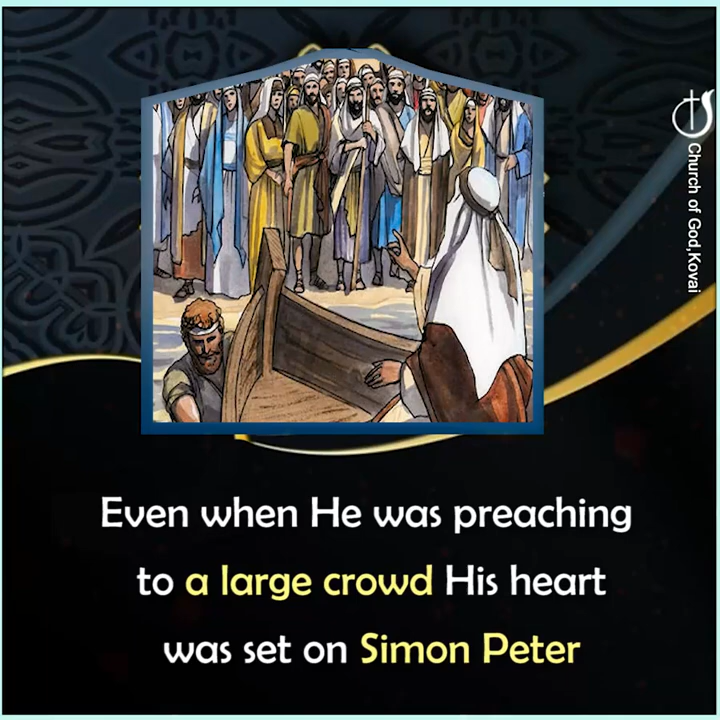 Church of God,Kovai
Even when He was preaching
to a large crowd His heart
was set on Simon Peter